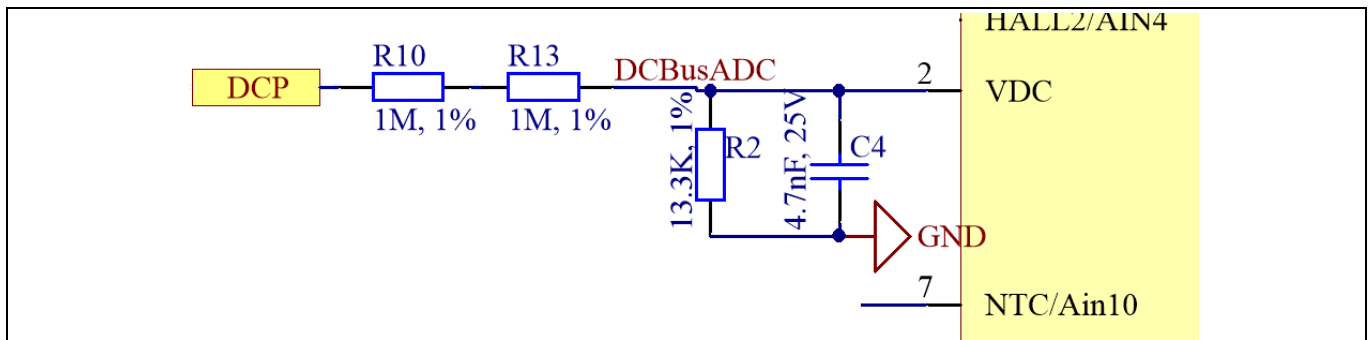 HALL2/AIN4
R10
R13
DCBusADC
2
DCP
VDC
1M, 1%
1M, 1%
13.3K, 1%
R2
4.7nF, 25V
C4
GND
7
NTC/Ain10